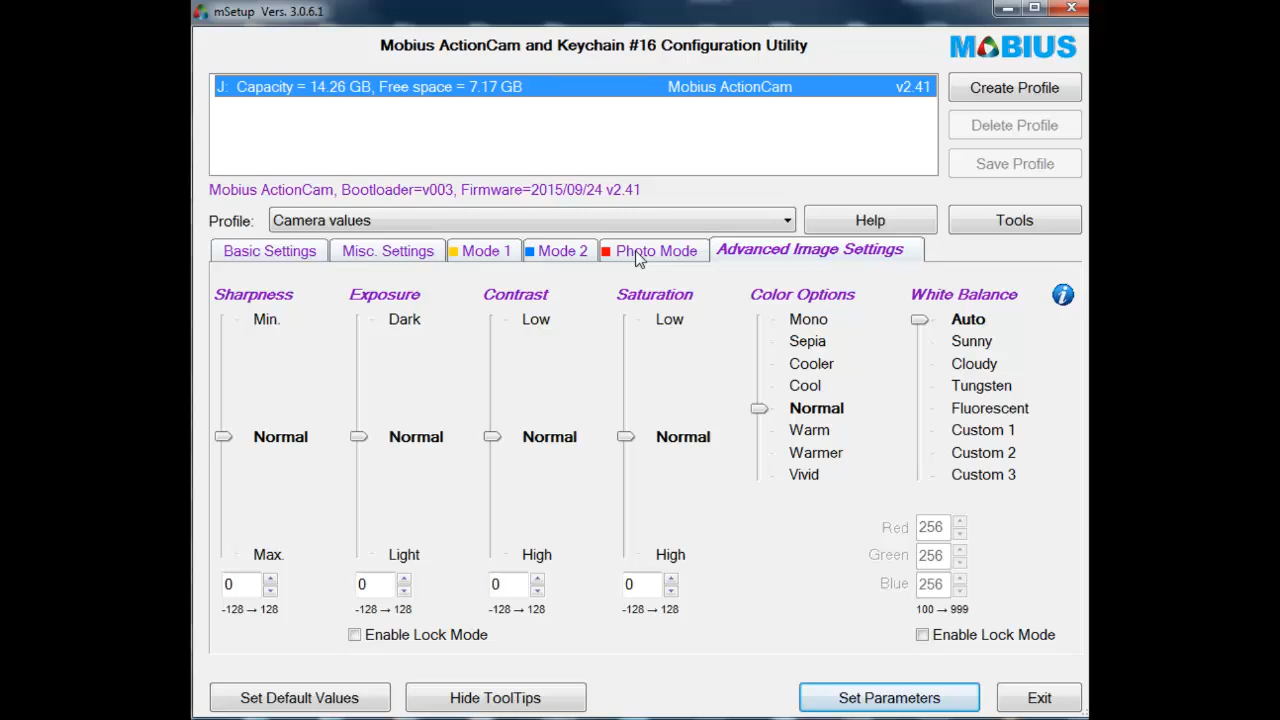 mSetup Vers. 3.0.6.1
Mobius ActionCam and Keychain #16 Configuration Utility
MOBIUS
J: Capacity = 14.26 GB, Free space = 7.17 GB Mobius ActionCam v2.41
Create Profile
Delete Profile
Save Profile
Mobius ActionCam, Bootloader=v003, Firmware=2015/09/24 v2.41
Profile: Camera values Help Tools
Basic Settings Misc. Settings Mode 1 Mode 2 Photo Mode Advanced Image Settings
Sharpness Exposure Contrast Saturation Color Options White Balance
Min. Dark Low Low Mono Auto
Sepia Sunny
Cooler Cloudy
Cool Tungsten
Normal Fluorescent
Normal Normal Normal Normal Warm Custom 1
Warmer Custom 2
Vivid Custom 3
Red 256
Max. Light High High Green 256
0 0 0 0 Blue 256
-128 → 128 -128 → 128 -128 → 128 -128 → 128 100 → 999
Enable Lock Mode Enable Lock Mode
Set Default Values Hide ToolTips Set Parameters Exit